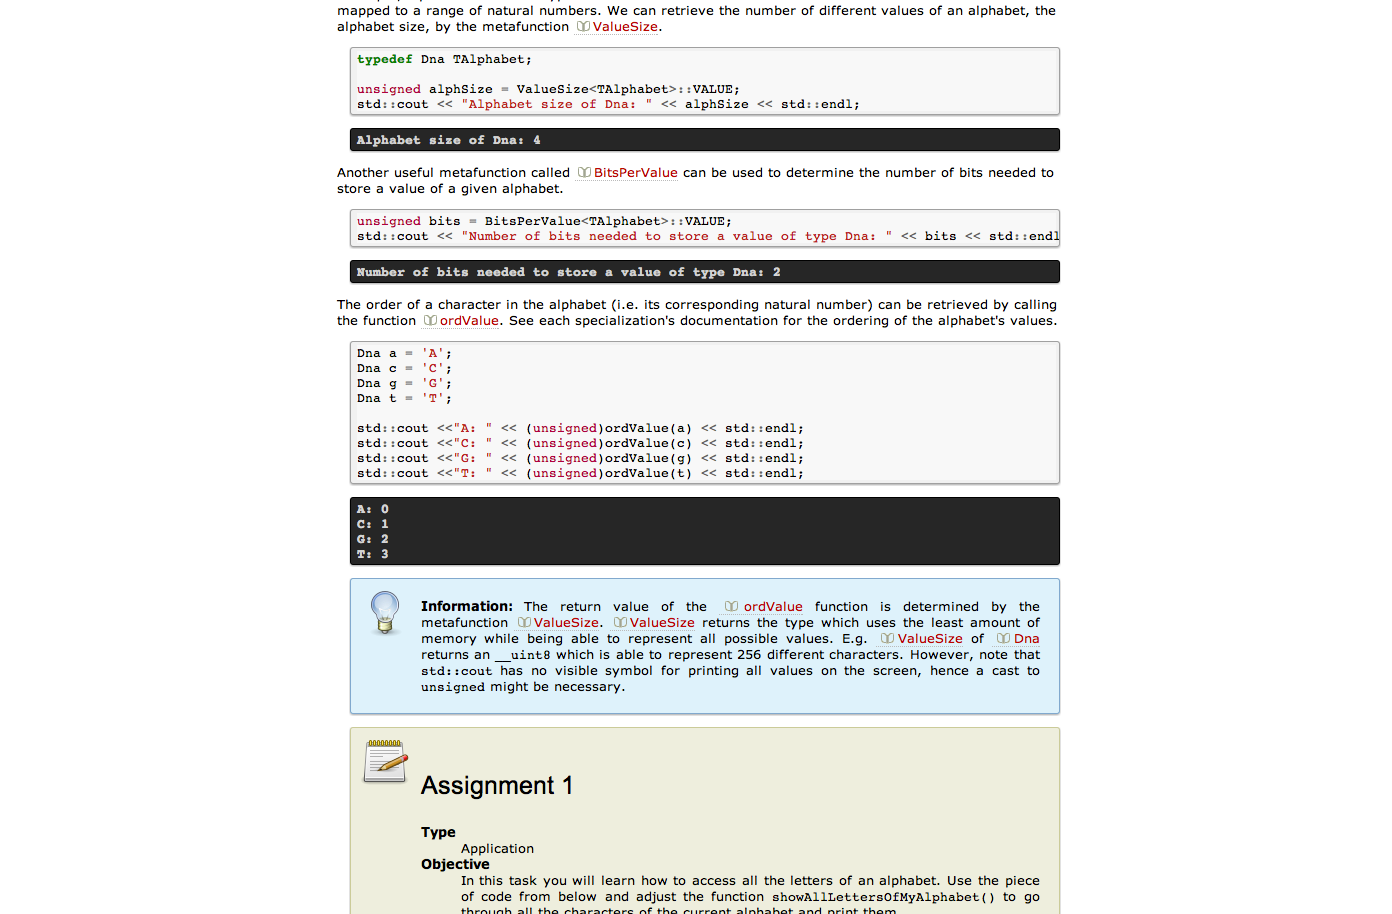 mapped to a range of natural numbers. We can retrieve the number of different values of an alphabet, the
alphabet size, by the metafunction ValueSize.
typedef Dna TAlphabet;
unsigned alphSize = ValueSize<TAlphabet>::VALUE;
std::cout << "Alphabet size of Dna: " << alphSize << std::endl;
Alphabet size of Dna: 4
Another useful metafunction called BitsPerValue can be used to determine the number of bits needed to
store a value of a given alphabet.
unsigned bits = BitsPerValue<TAlphabet>::VALUE;
std::cout << "Number of bits needed to store a value of type Dna: " << bits << std::endl
Number of bits needed to store a value of type Dna: 2
The order of a character in the alphabet (i.e. its corresponding natural number) can be retrieved by calling
the function ordValue. See each specialization's documentation for the ordering of the alphabet's values.
Dna a = 'A';
Dna c = 'C';
Dna g = 'G';
Dna t = 'T';
std::cout <<"A: " << (unsigned)ordValue(a) << std::endl;
std::cout <<"C: " << (unsigned)ordValue(c) << std::endl;
std::cout <<"G: " << (unsigned)ordValue(g) << std::endl;
std::cout <<"T: " << (unsigned)ordValue(t) << std::endl;
A: 0
C: 1
G: 2
T: 3
Information: The return value of the ordValue function is determined by the
metafunction ValueSize. ValueSize returns the type which uses the least amount of
memory while being able to represent all possible values. E.g. ValueSize of Dna
returns an __uint8 which is able to represent 256 different characters. However, note that
std::cout has no visible symbol for printing all values on the screen, hence a cast to
unsigned might be necessary.
Assignment 1
Type
Application
Objective
In this task you will learn how to access all the letters of an alphabet. Use the piece
of code from below and adjust the function showAllLettersOfMyAlphabet() to go
through all the characters of the current alphabet and print them.